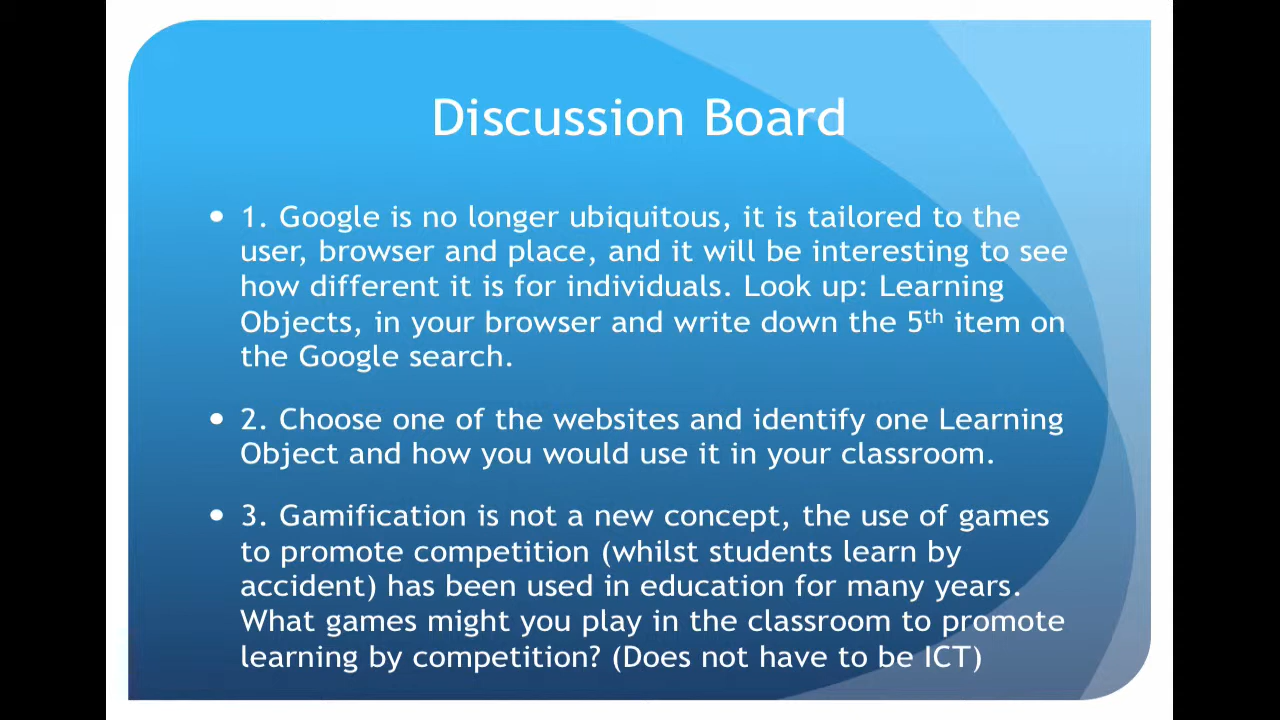 Discussion Board
• 1. Google is no longer ubiquitous, it is tailored to the
user, browser and place, and it will be interesting to see
how different it is for individuals. Look up: Learning
Objects, in your browser and write down the 5th item on
the Google search.
• 2. Choose one of the websites and identify one Learning
Object and how you would use it in your classroom.
• 3. Gamification is not a new concept, the use of games
to promote competition (whilst students learn by
accident) has been used in education for many years.
What games might you play in the classroom to promote
learning by competition? (Does not have to be ICT)